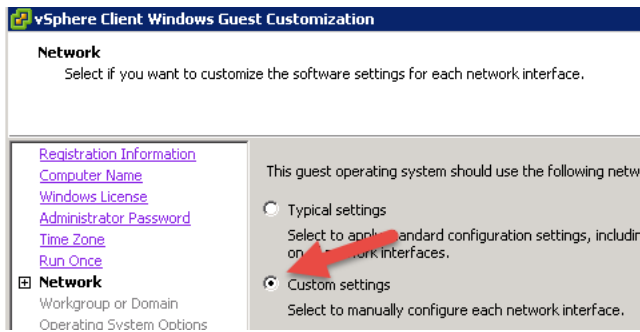 vSphere Client Windows Guest Customization
Network
Select if you want to customize the software settings for each network interface.
Registration Information
Computer Name
Windows License
Administrator Password
Time Zone
Run Once
Network
Workgroup or Domain
Operating System Options
This guest operating system should use the following netw
Typical settings
Select to apply standard configuration settings, includin
on interfaces.
Custom settings
Select to manually configure each network interface.